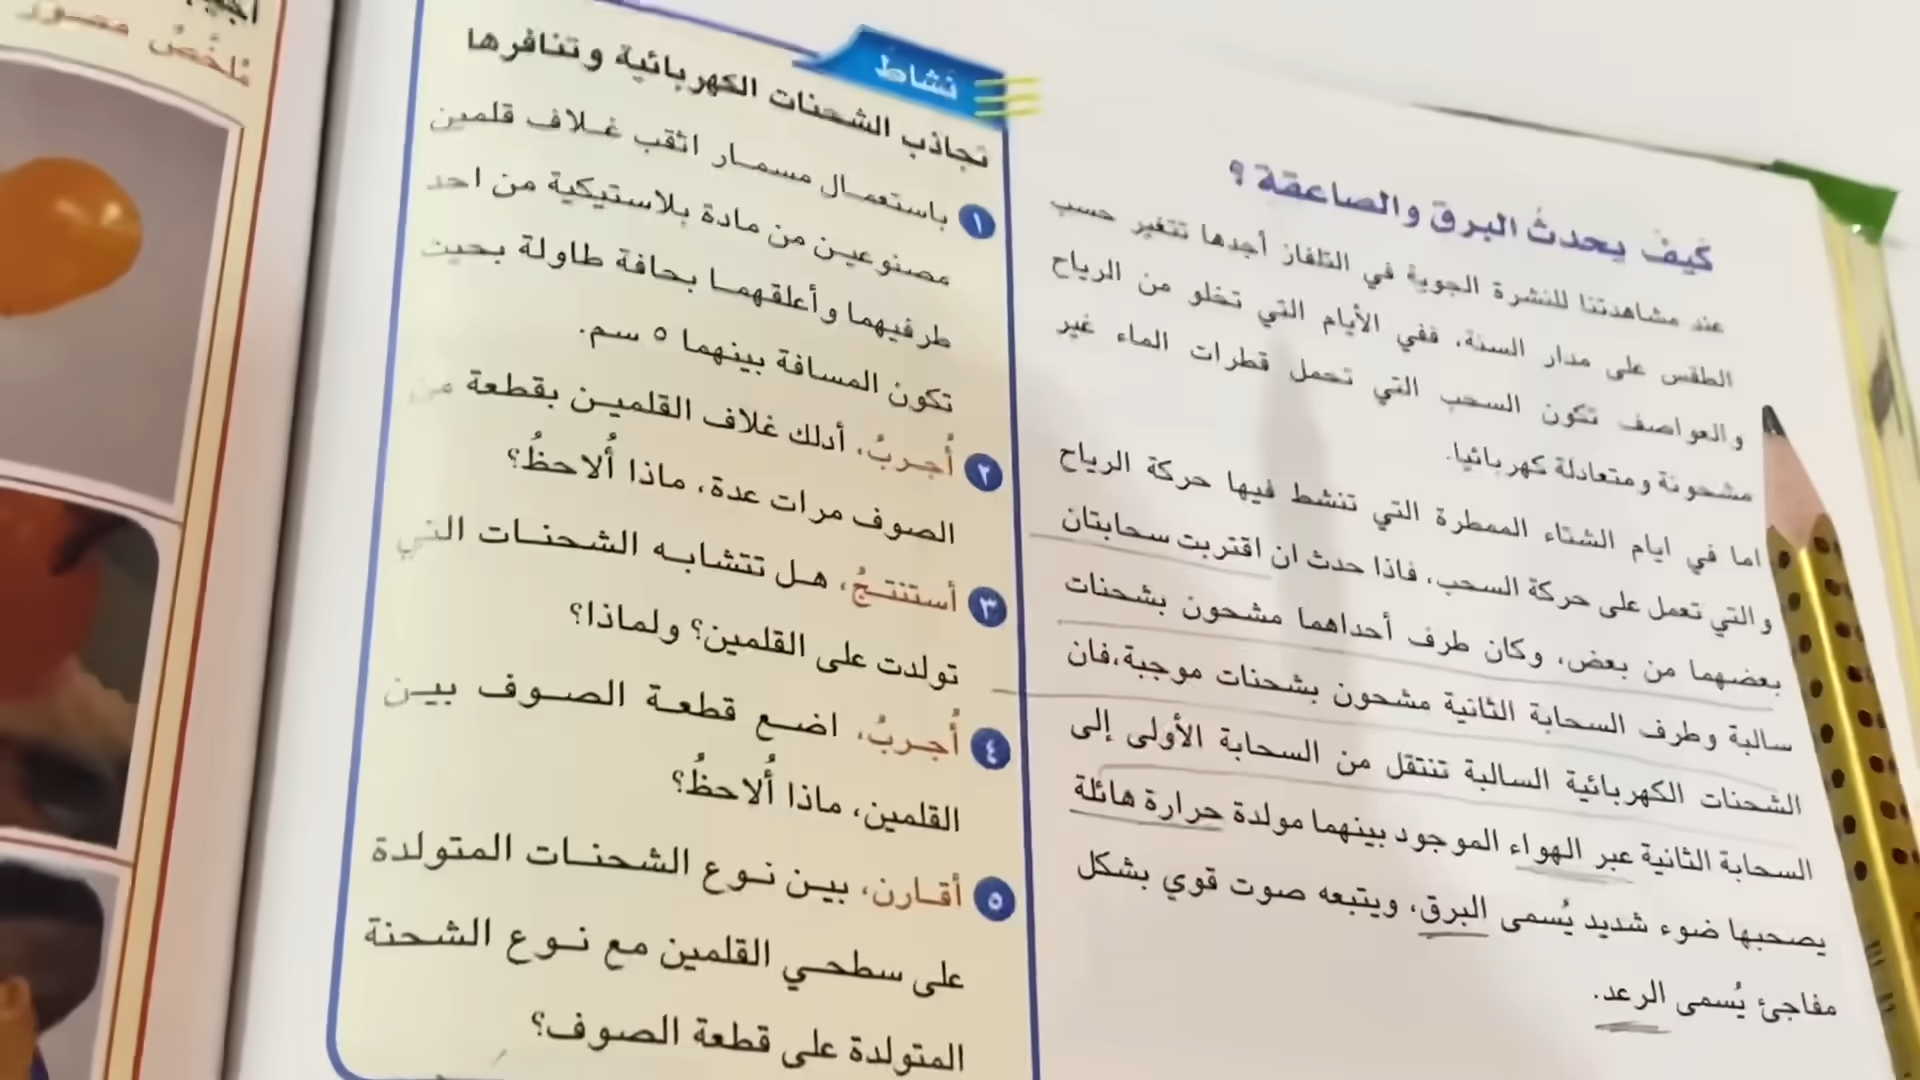 كيف يحدث البرق والصاعقة ؟
عند مشاهدتنا للنشرة الجوية في التلفاز أجدها تتغير حسب
الطقس على مدار السنة، ففي الأيام التي تخلو من الرياح
والعواصف تكون السحب التي تحمل قطرات الماء غير
مشحونة ومتعادلة كهربائيا.
اما في ايام الشتاء الممطرة التي تنشط فيها حركة الرياح
والتي تعمل على حركة السحب، فاذا حدث ان اقتربت سحابتان
بعضهما من بعض، وكان طرف أحداهما مشحون بشحنات
سالبة وطرف السحابة الثانية مشحون بشحنات موجبة،فان
الشحنات الكهربائية السالبة تنتقل من السحابة الأولى إلى
السحابة الثانية عبر الهواء الموجود بينهما مولدة حرارة هائلة
يصحبها ضوء شديد يُسمى البرق، ويتبعه صوت قوي بشكل
مفاجئ يُسمى الرعد.
نشاط
تجاذب الشحنات الكهربائية وتنافرها
١ باستعمال مسمار اثقب غلاف قلمين
مصنوعين من مادة بلاستيكية من احد
طرفيهما وأعلقهما بحافة طاولة بحيث
تكون المسافة بينهما ٥ سم.
٢ أُجربُ، أدلك غلاف القلمين بقطعة من
الصوف مرات عدة، ماذا أُلاحظُ؟
٣ أستنتجُ، هل تتشابه الشحنات التي
تولدت على القلمين؟ ولماذا؟
٤ أُجربُ، اضع قطعة الصوف بين
القلمين، ماذا أُلاحظُ؟
٥ أقارن، بين نوع الشحنات المتولدة
على سطحي القلمين مع نوع الشحنة
المتولدة على قطعة الصوف؟
مُلخّصٌ مصور